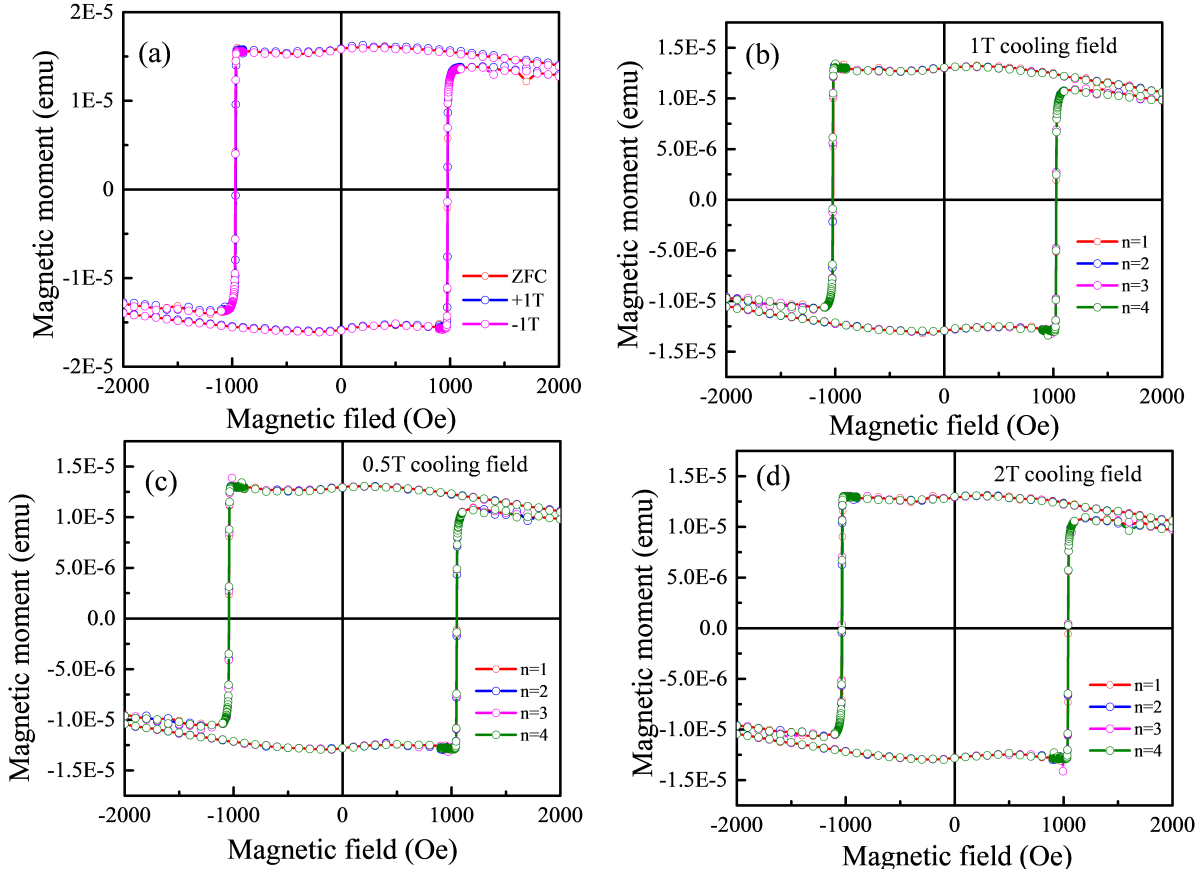 (a)
Magnetic moment (emu)
2E-5
1E-5
0
-1E-5
-2E-5
ZFC
+1T
-1T
-2000 -1000 0 1000 2000
Magnetic filed (Oe)
(b)
1T cooling field
Magnetic moment (emu)
1.5E-5
1.0E-5
5.0E-6
0.0
-5.0E-6
-1.0E-5
-1.5E-5
n=1
n=2
n=3
n=4
-2000 -1000 0 1000 2000
Magnetic field (Oe)
(c)
0.5T cooling field
Magnetic moment (emu)
1.5E-5
1.0E-5
5.0E-6
0.0
-5.0E-6
-1.0E-5
-1.5E-5
n=1
n=2
n=3
n=4
-2000 -1000 0 1000 2000
Magnetic field (Oe)
(d)
2T cooling field
Magnetic moment (emu)
1.5E-5
1.0E-5
5.0E-6
0.0
-5.0E-6
-1.0E-5
-1.5E-5
n=1
n=2
n=3
n=4
-2000 -1000 0 1000 2000
Magnetic field (Oe)